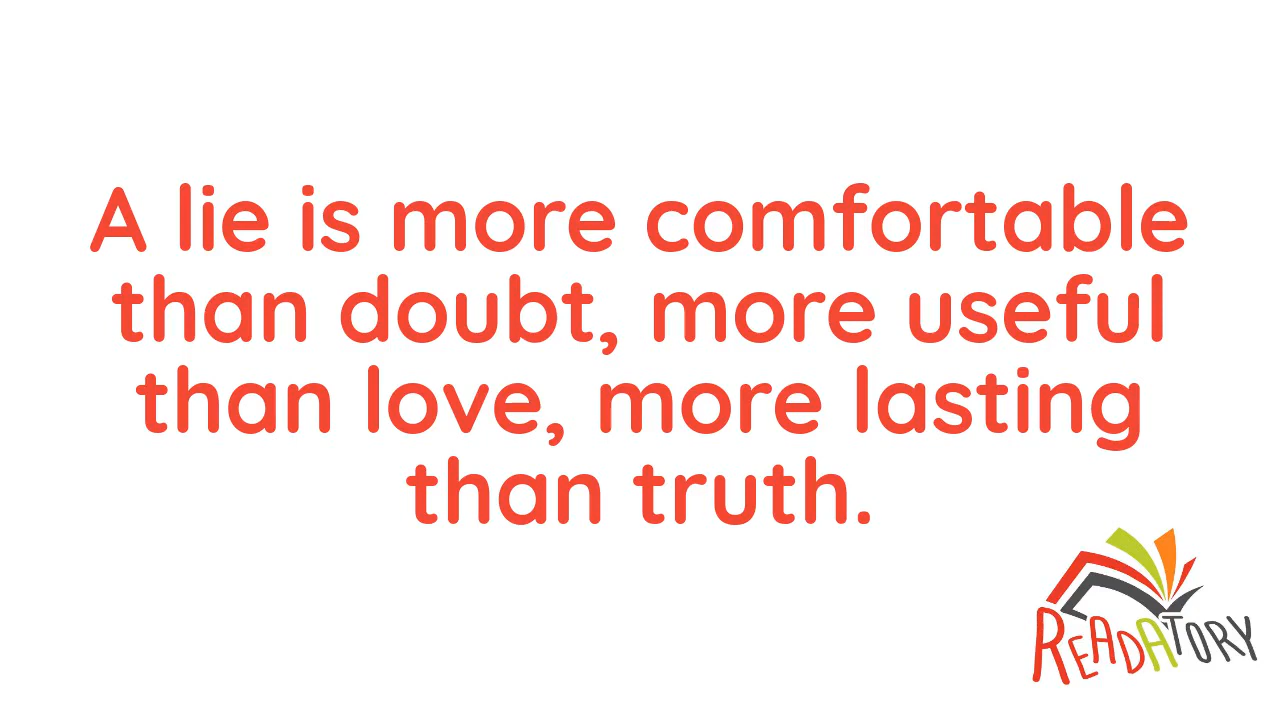 A lie is more comfortable
than doubt, more useful
than love, more lasting
than truth.
READATORY